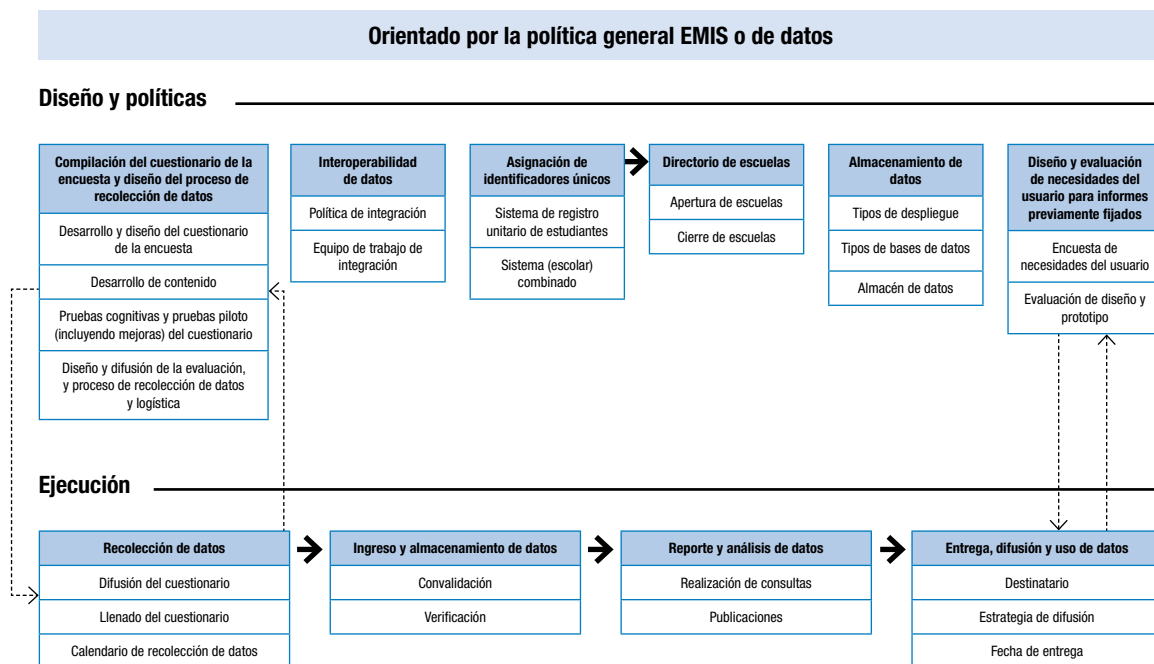 Orientado por la política general EMIS o de datos
Diseño y políticas
Compilación del cuestionario de la
encuesta y diseño del proceso de
recolección de datos
Desarrollo y diseño del cuestionario
de la encuesta
Desarrollo de contenido
Pruebas cognitivas y pruebas piloto
(incluyendo mejoras) del cuestionario
Diseño y difusión de la evaluación,
y proceso de recolección de datos
y logística
Interoperabilidad
de datos
Política de integración
Equipo de trabajo de
integración
Asignación de
identificadores únicos
Sistema de registro
unitario de estudiantes
Sistema (escolar)
combinado
Directorio de escuelas
Apertura de escuelas
Cierre de escuelas
Almacenamiento de
datos
Tipos de despliegue
Tipos de bases de datos
Almacén de datos
Diseño y evaluación
de necesidades del
usuario para informes
previamente fijados
Encuesta de
necesidades del usuario
Evaluación de diseño y
prototipo
Ejecución
Recolección de datos
Difusión del cuestionario
Llenado del cuestionario
Calendario de recolección de datos
Ingreso y almacenamiento de datos
Convalidación
Verificación
Reporte y análisis de datos
Realización de consultas
Publicaciones
Entrega, difusión y uso de datos
Destinatario
Estrategia de difusión
Fecha de entrega